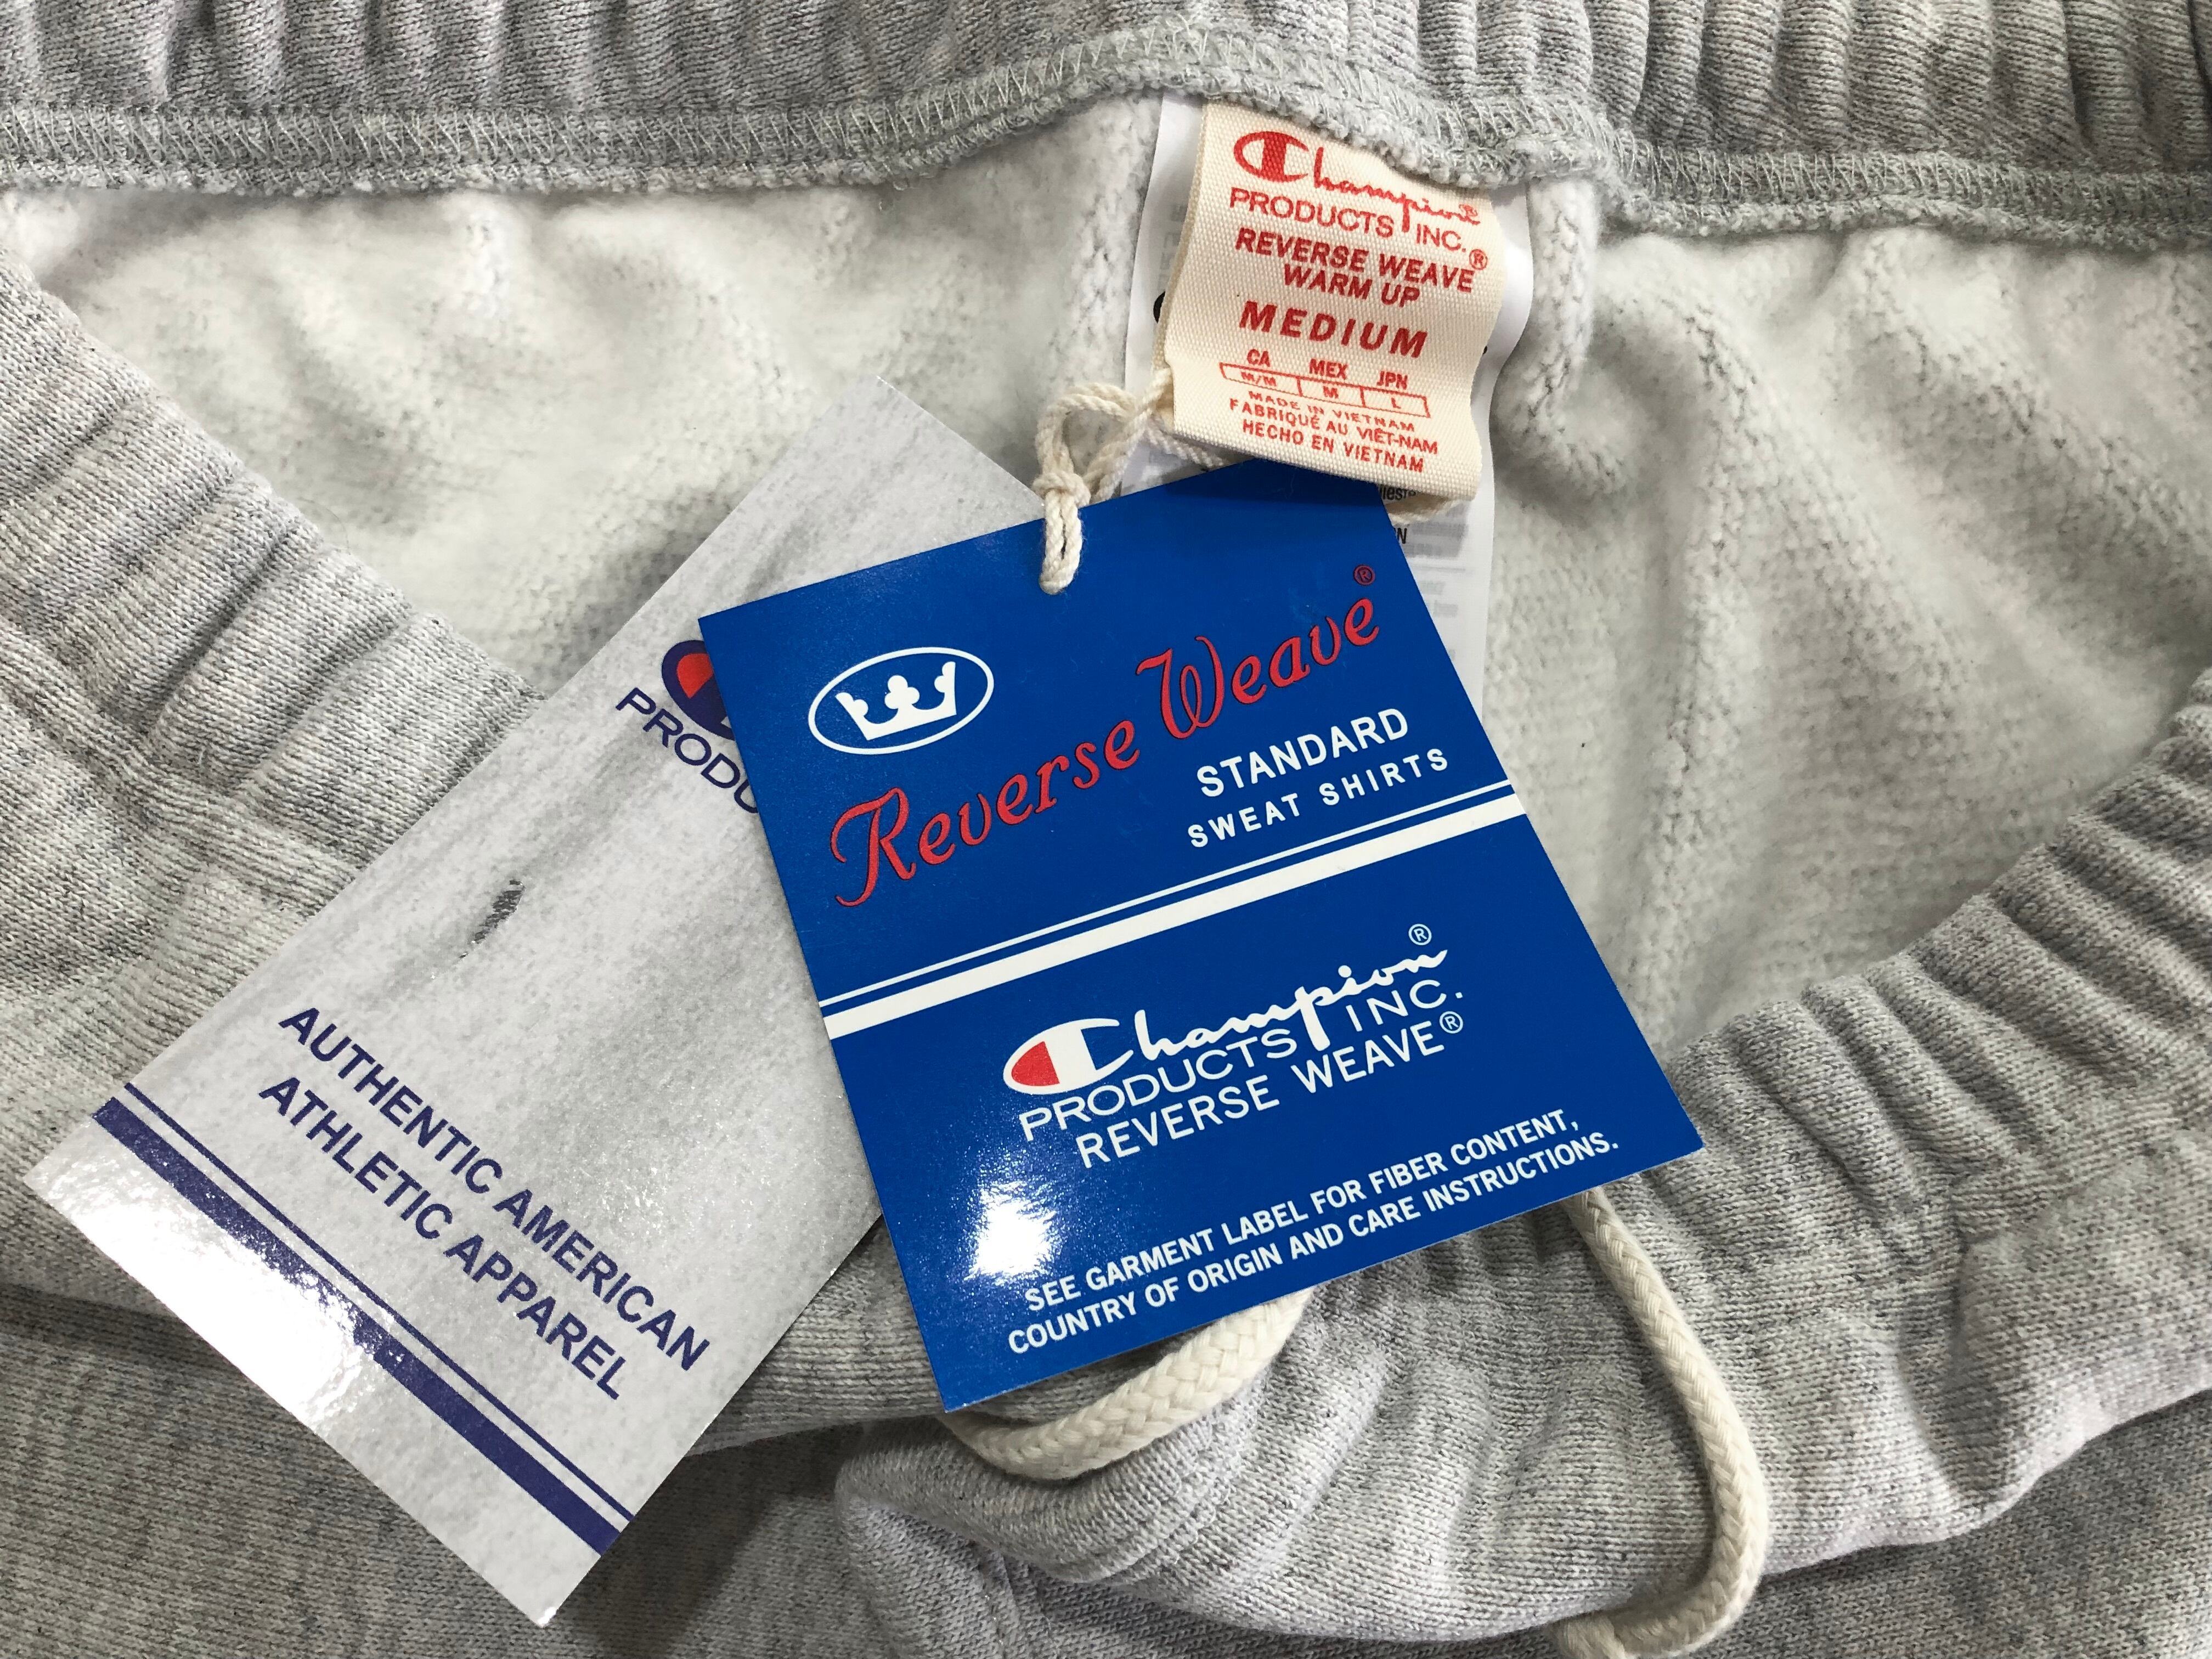 Champion®
PRODUCTS INC.
REVERSE WEAVE®
WARM UP
MEDIUM
CA MEX JPN
M/M M L
MADE IN VIETNAM
FABRIQUÉ AU VIÊT-NAM
HECHO EN VIETNAM
Reverse Weave®
STANDARD
SWEAT SHIRTS
Champion®
PRODUCTS INC.
REVERSE WEAVE®
SEE GARMENT LABEL FOR FIBER CONTENT,
COUNTRY OF ORIGIN AND CARE INSTRUCTIONS.
PRODU
AUTHENTIC AMERICAN
ATHLETIC APPAREL